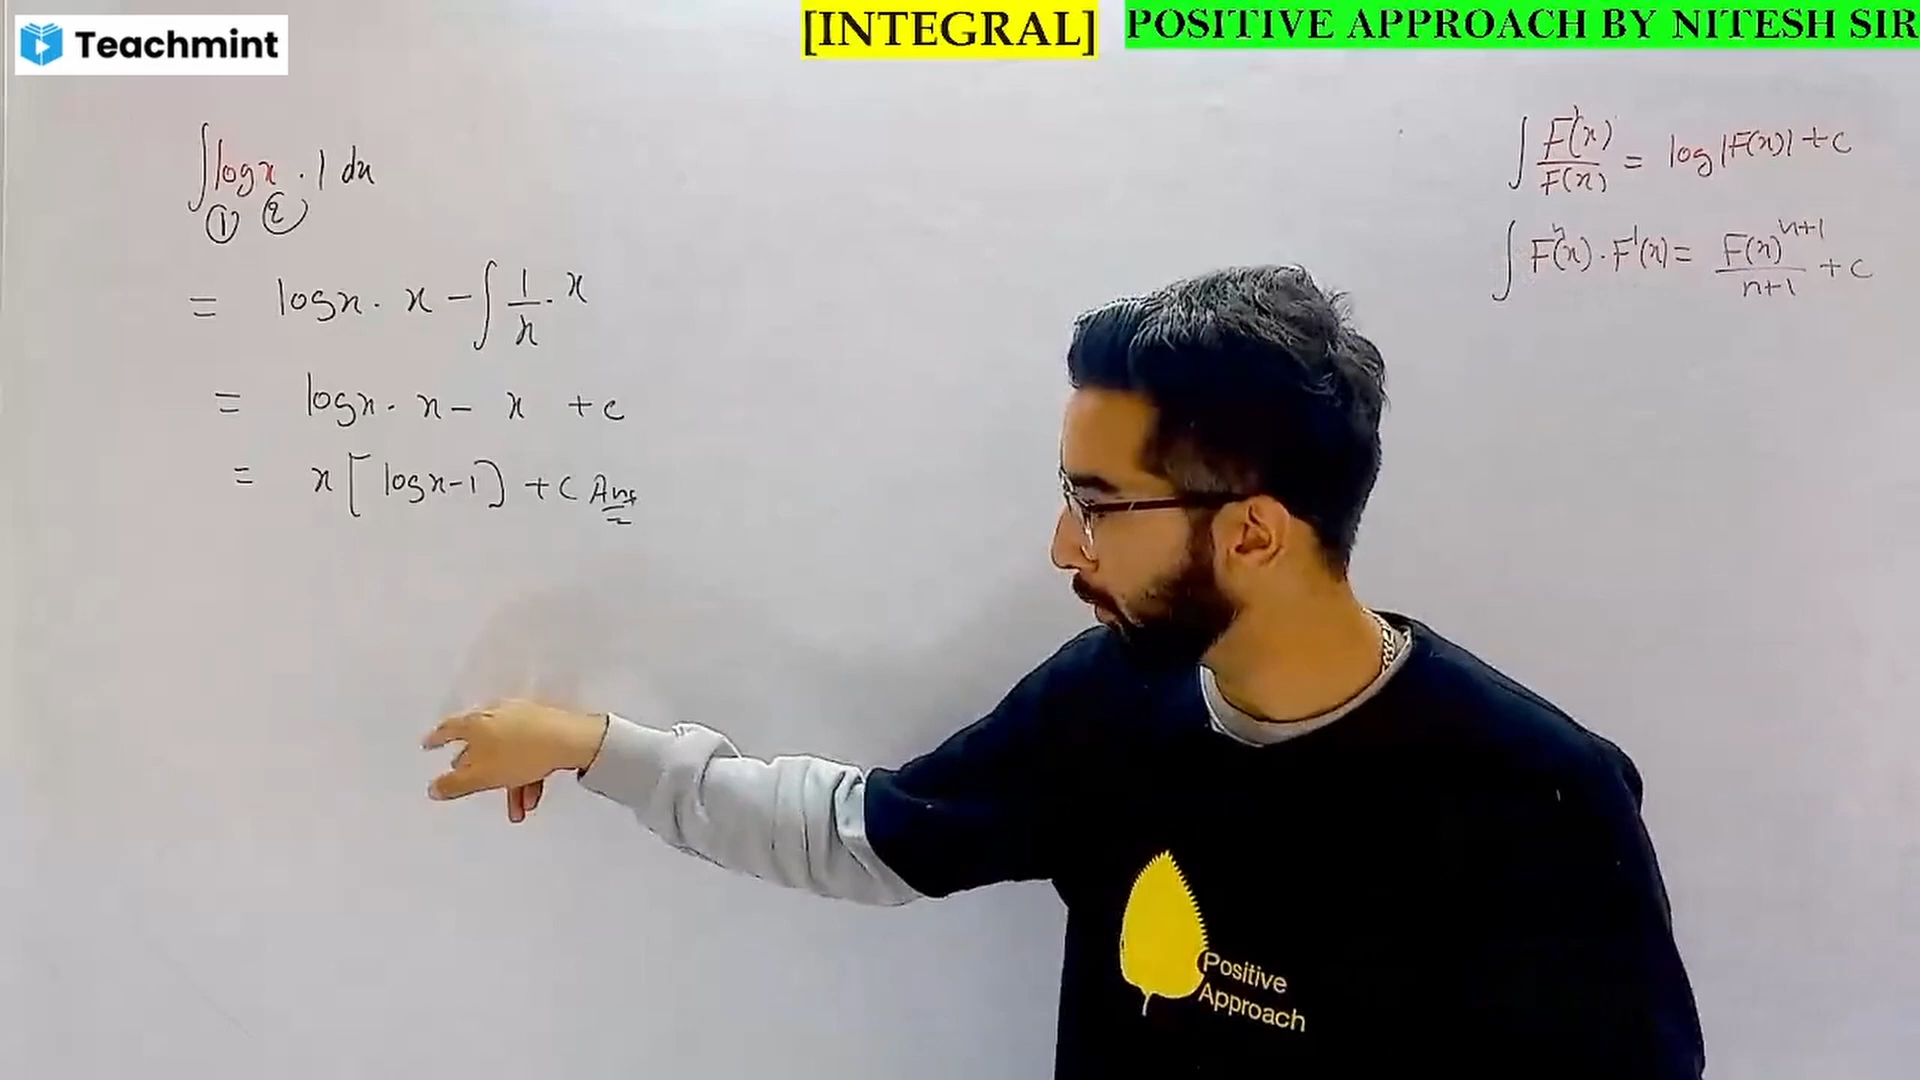 Teachmint
[INTEGRAL]
POSITIVE APPROACH BY NITESH SIR
∫ log x . 1 dx
① ②
= log x . x − ∫ 1/x . x
= log x . x − x + c
= x [ log x − 1 ] + c Ans
∫ F'(x)/F(x) = log |F(x)| + c
∫ Fⁿ(x) . F'(x) = F(x)ⁿ⁺¹/n+1 + c
Positive
Approach